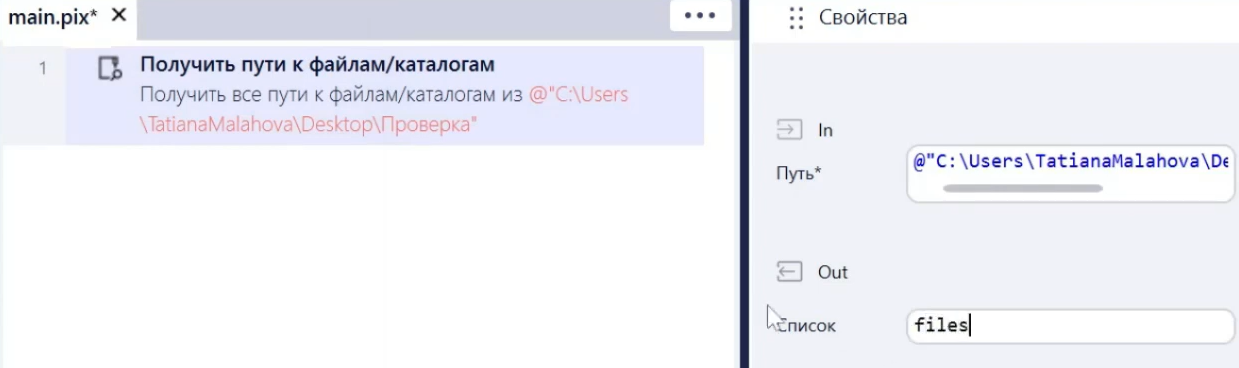 main.pix*
1
Получить пути к файлам/каталогам
Получить все пути к файлам/каталогам из @"C:\Users
\TatianaMalahova\Desktop\Проверка"
Свойства
In
Путь*
@"C:\Users\TatianaMalahova\De
Out
Список
files